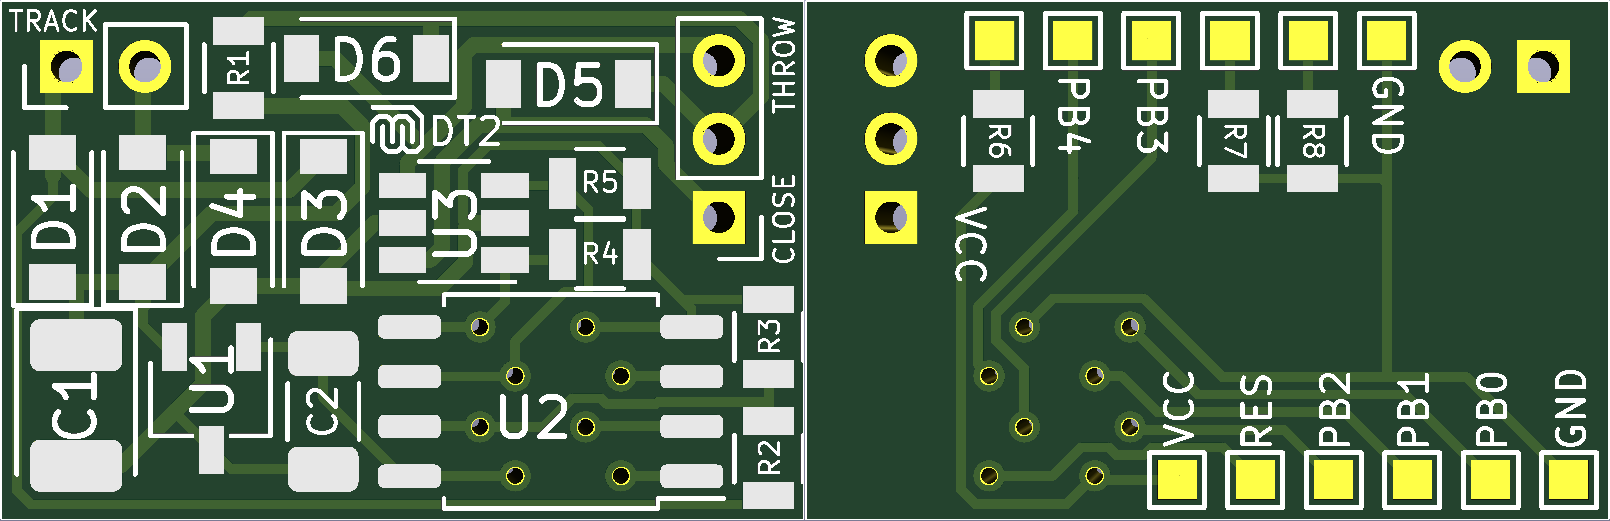 TRACK
R1
D6
D5
THROW
DT2
CLOSE
D1
D2
D4
D3
U3
R5
R4
C1
U1
C2
U2
R3
R2
R6
PB4
PB3
R7
R8
GND
VCC
VCC
RES
PB2
PB1
PB0
GND